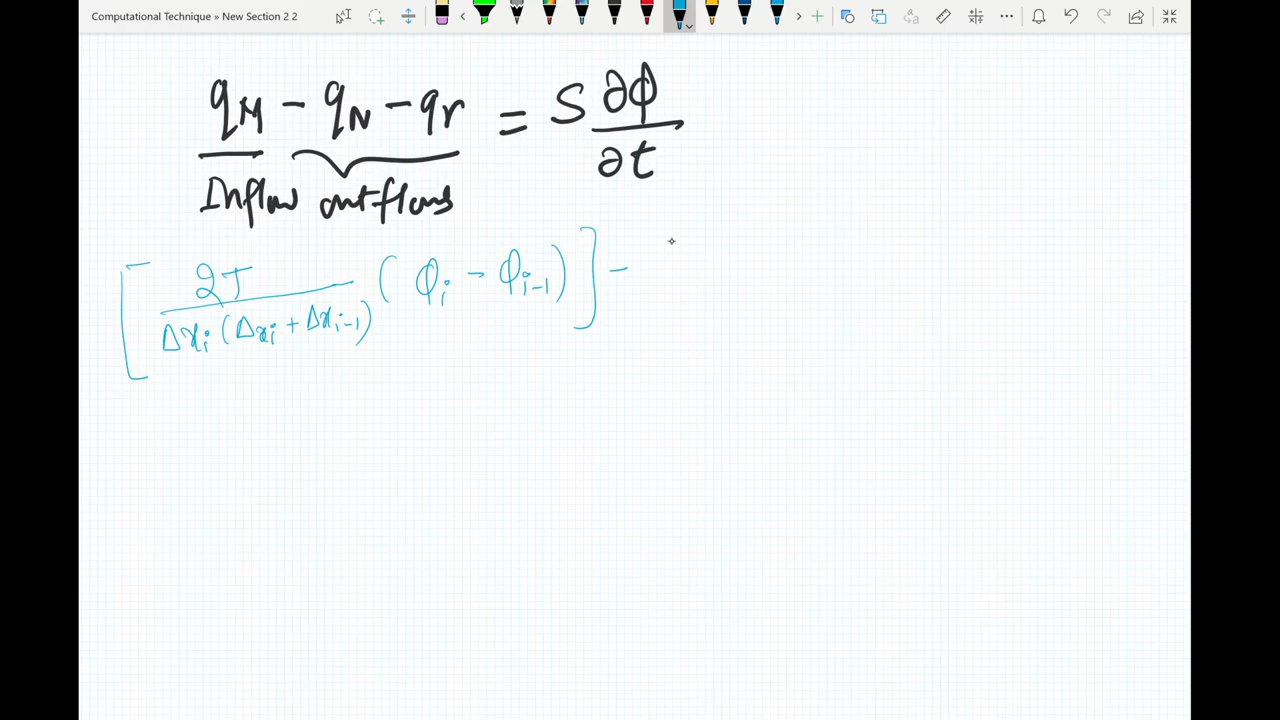 Computational Technique » New Section 2 2
qM - qN - qr = S ∂ϕ/∂t
Inflow outflows
[ 2T/Δxi(Δxi + Δxi-1) ( ϕi - ϕi-1 ) ] -